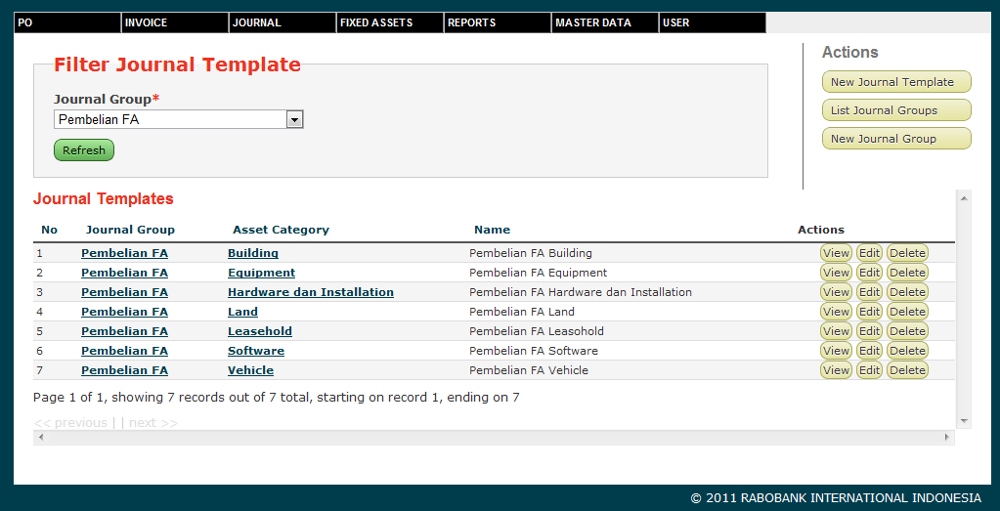 PO INVOICE JOURNAL FIXED ASSETS REPORTS MASTER DATA USER
Filter Journal Template
Journal Group*
Pembelian FA
Refresh
Actions
New Journal Template
List Journal Groups
New Journal Group
Journal Templates
No Journal Group Asset Category Name Actions
1 Pembelian FA Building Pembelian FA Building View Edit Delete
2 Pembelian FA Equipment Pembelian FA Equipment View Edit Delete
3 Pembelian FA Hardware dan Installation Pembelian FA Hardware dan Installation View Edit Delete
4 Pembelian FA Land Pembelian FA Land View Edit Delete
5 Pembelian FA Leasehold Pembelian FA Leasohold View Edit Delete
6 Pembelian FA Software Pembelian FA Software View Edit Delete
7 Pembelian FA Vehicle Pembelian FA Vehicle View Edit Delete
Page 1 of 1, showing 7 records out of 7 total, starting on record 1, ending on 7
<< previous | | next >>
© 2011 RABOBANK INTERNATIONAL INDONESIA